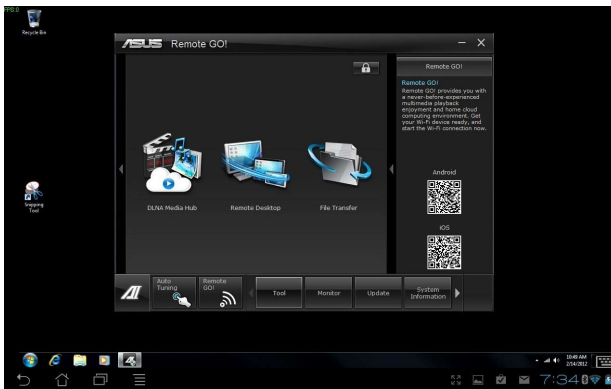 FPS:0
Recycle Bin
ASUS Remote GO!
Remote GO!
Remote GO!
Remote GO! provides you with
a never-before-experienced
multimedia playback
enjoyment and home cloud
computing environment. Get
your Wi-Fi device ready, and
start the Wi-Fi connection now.
Android
iOS
DLNA Media Hub
Remote Desktop
File Transfer
Snipping
Tool
Auto
Tuning
Remote
GO!
Tool
Monitor
Update
System
Information
10:49 AM
2/14/2012
7:34